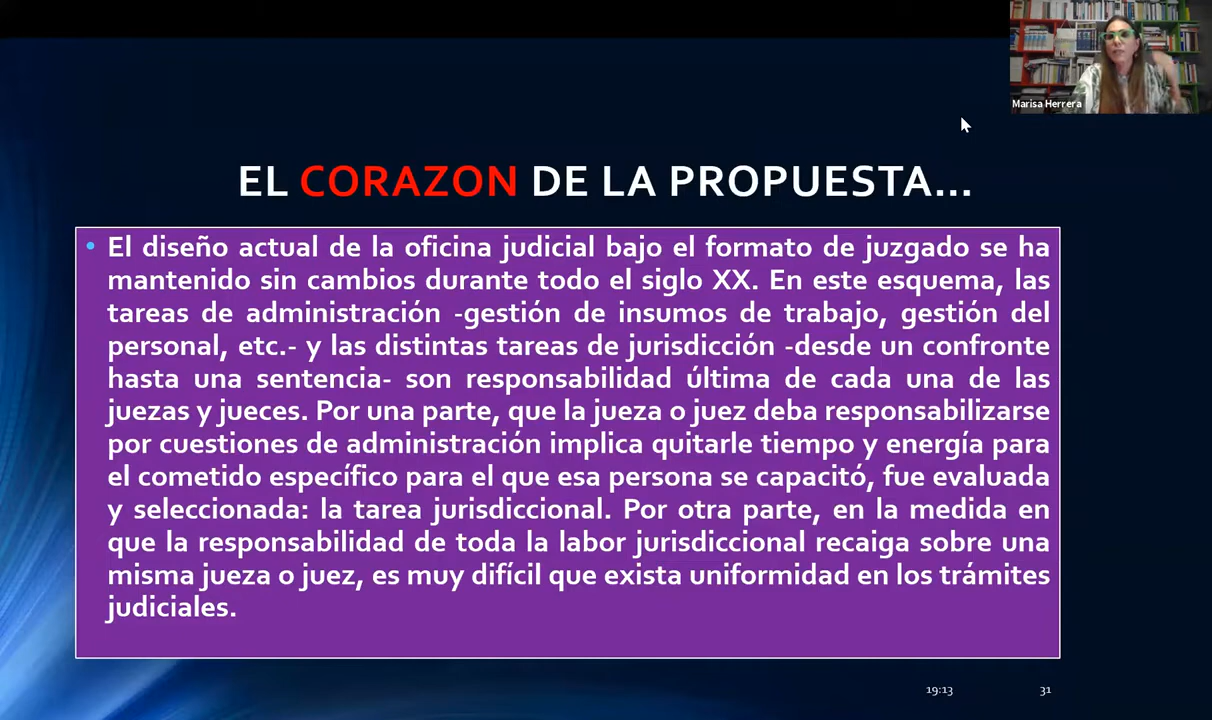 Marisa Herrera
EL CORAZON DE LA PROPUESTA...
• El diseño actual de la oficina judicial bajo el formato de juzgado se ha
mantenido sin cambios durante todo el siglo XX. En este esquema, las
tareas de administración -gestión de insumos de trabajo, gestión del
personal, etc.- y las distintas tareas de jurisdicción -desde un confronte
hasta una sentencia- son responsabilidad última de cada una de las
juezas y jueces. Por una parte, que la jueza o juez deba responsabilizarse
por cuestiones de administración implica quitarle tiempo y energía para
el cometido específico para el que esa persona se capacitó, fue evaluada
y seleccionada: la tarea jurisdiccional. Por otra parte, en la medida en
que la responsabilidad de toda la labor jurisdiccional recaiga sobre una
misma jueza o juez, es muy difícil que exista uniformidad en los trámites
judiciales.
19:13
31